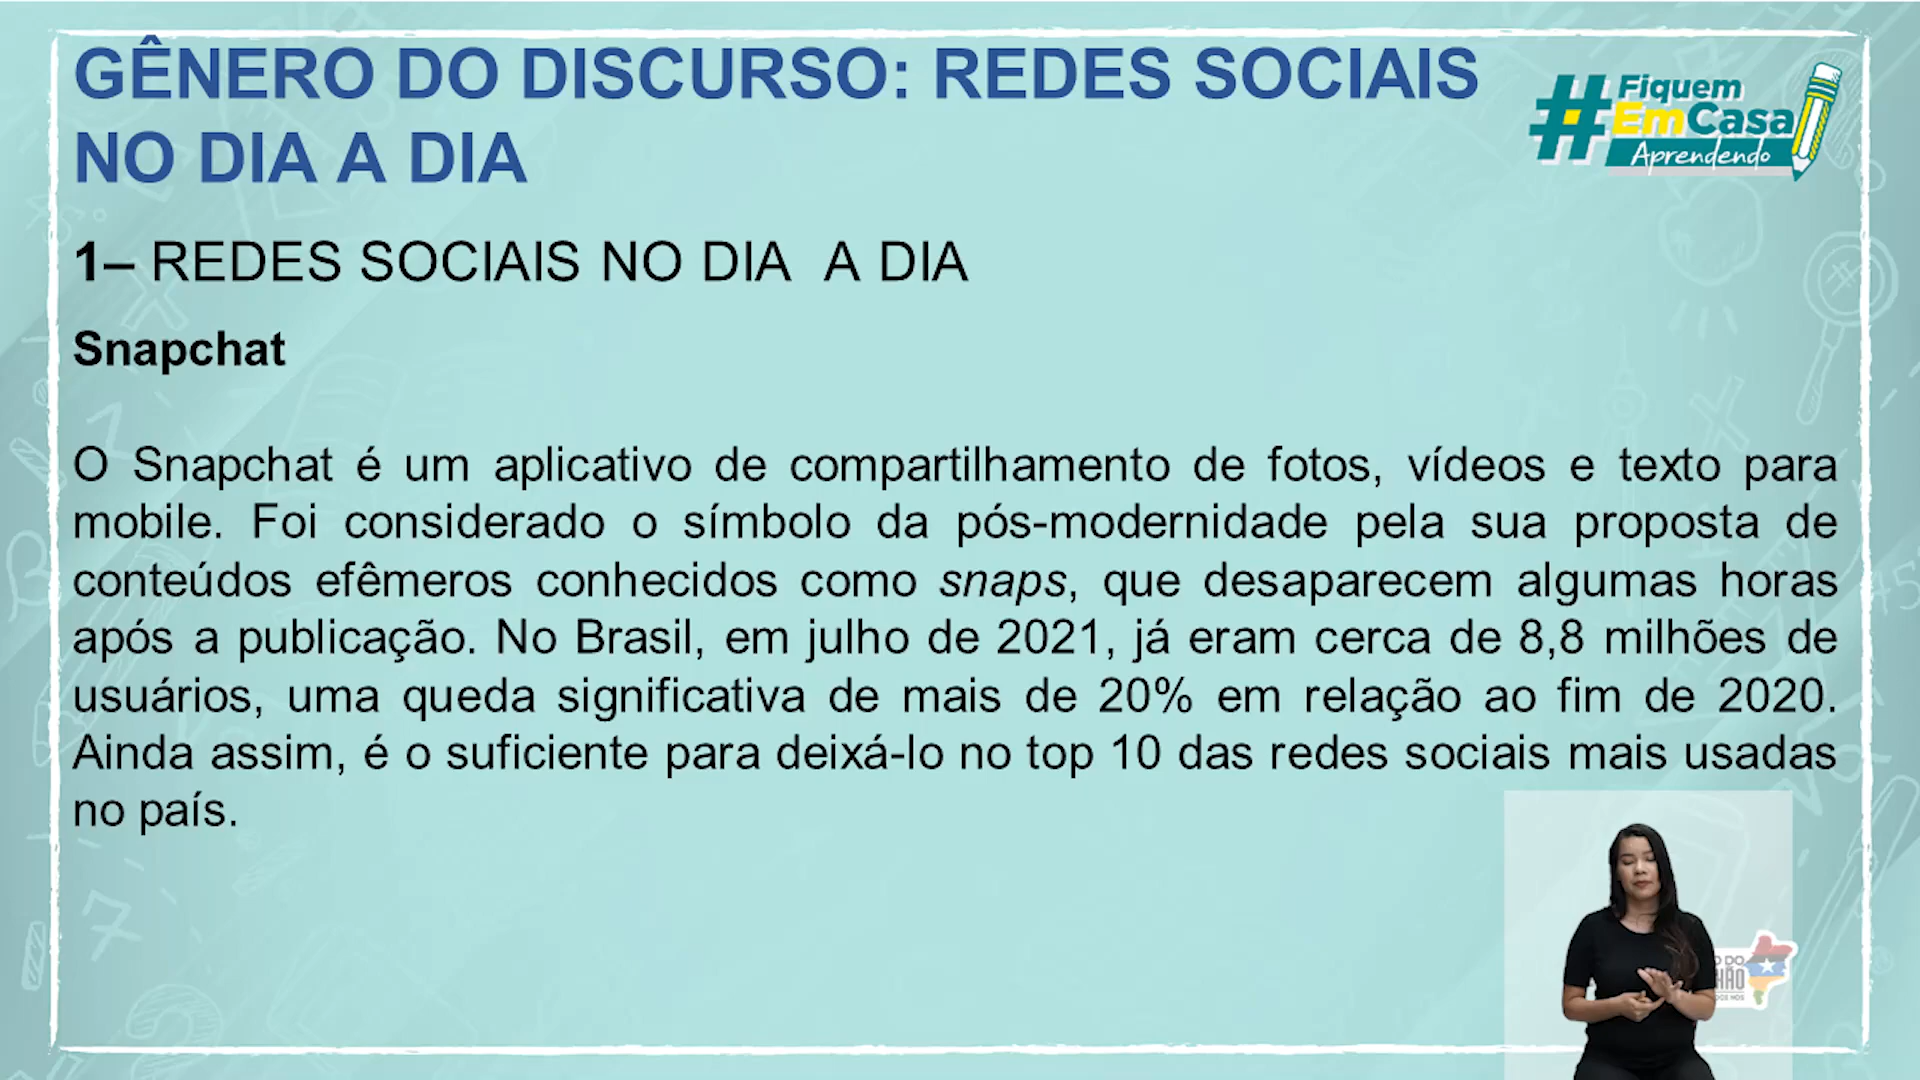 GÊNERO DO DISCURSO: REDES SOCIAIS
NO DIA A DIA
#Fiquem
EmCasa
Aprendendo
1– REDES SOCIAIS NO DIA A DIA
Snapchat
O Snapchat é um aplicativo de compartilhamento de fotos, vídeos e texto para
mobile. Foi considerado o símbolo da pós-modernidade pela sua proposta de
conteúdos efêmeros conhecidos como snaps, que desaparecem algumas horas
após a publicação. No Brasil, em julho de 2021, já eram cerca de 8,8 milhões de
usuários, uma queda significativa de mais de 20% em relação ao fim de 2020.
Ainda assim, é o suficiente para deixá-lo no top 10 das redes sociais mais usadas
no país.